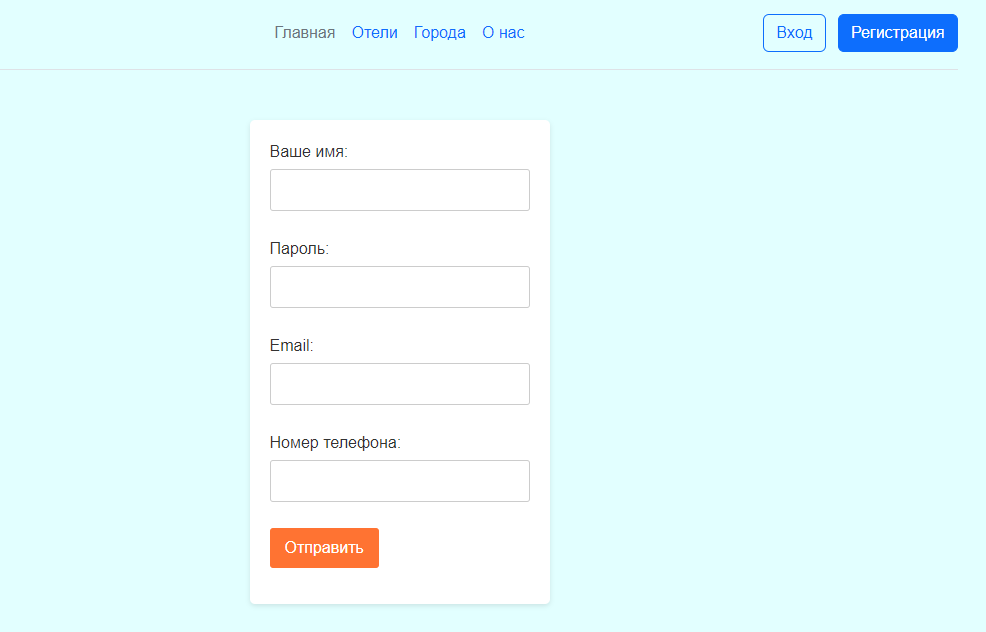 Главная Отели Города О нас Вход Регистрация
Ваше имя:
Пароль:
Email:
Номер телефона:
Отправить